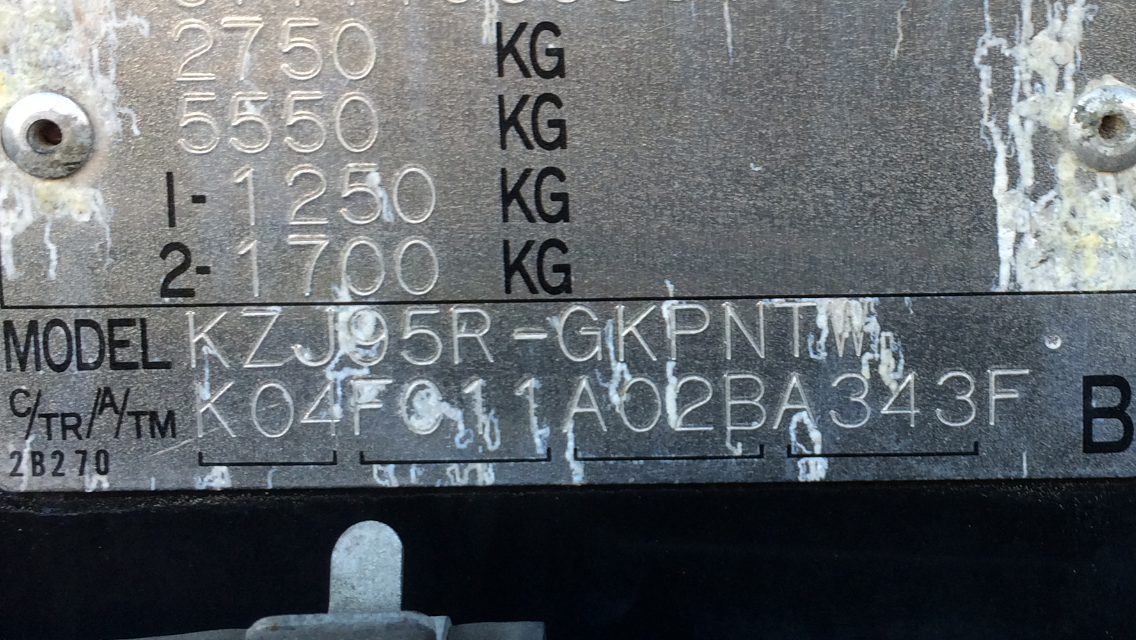 2750 KG
5550 KG
1- 1250 KG
2- 1700 KG
MODEL KZJ95R-GKPNTW
C/TR/A/TM K04FC11A02BA343F B
2B270